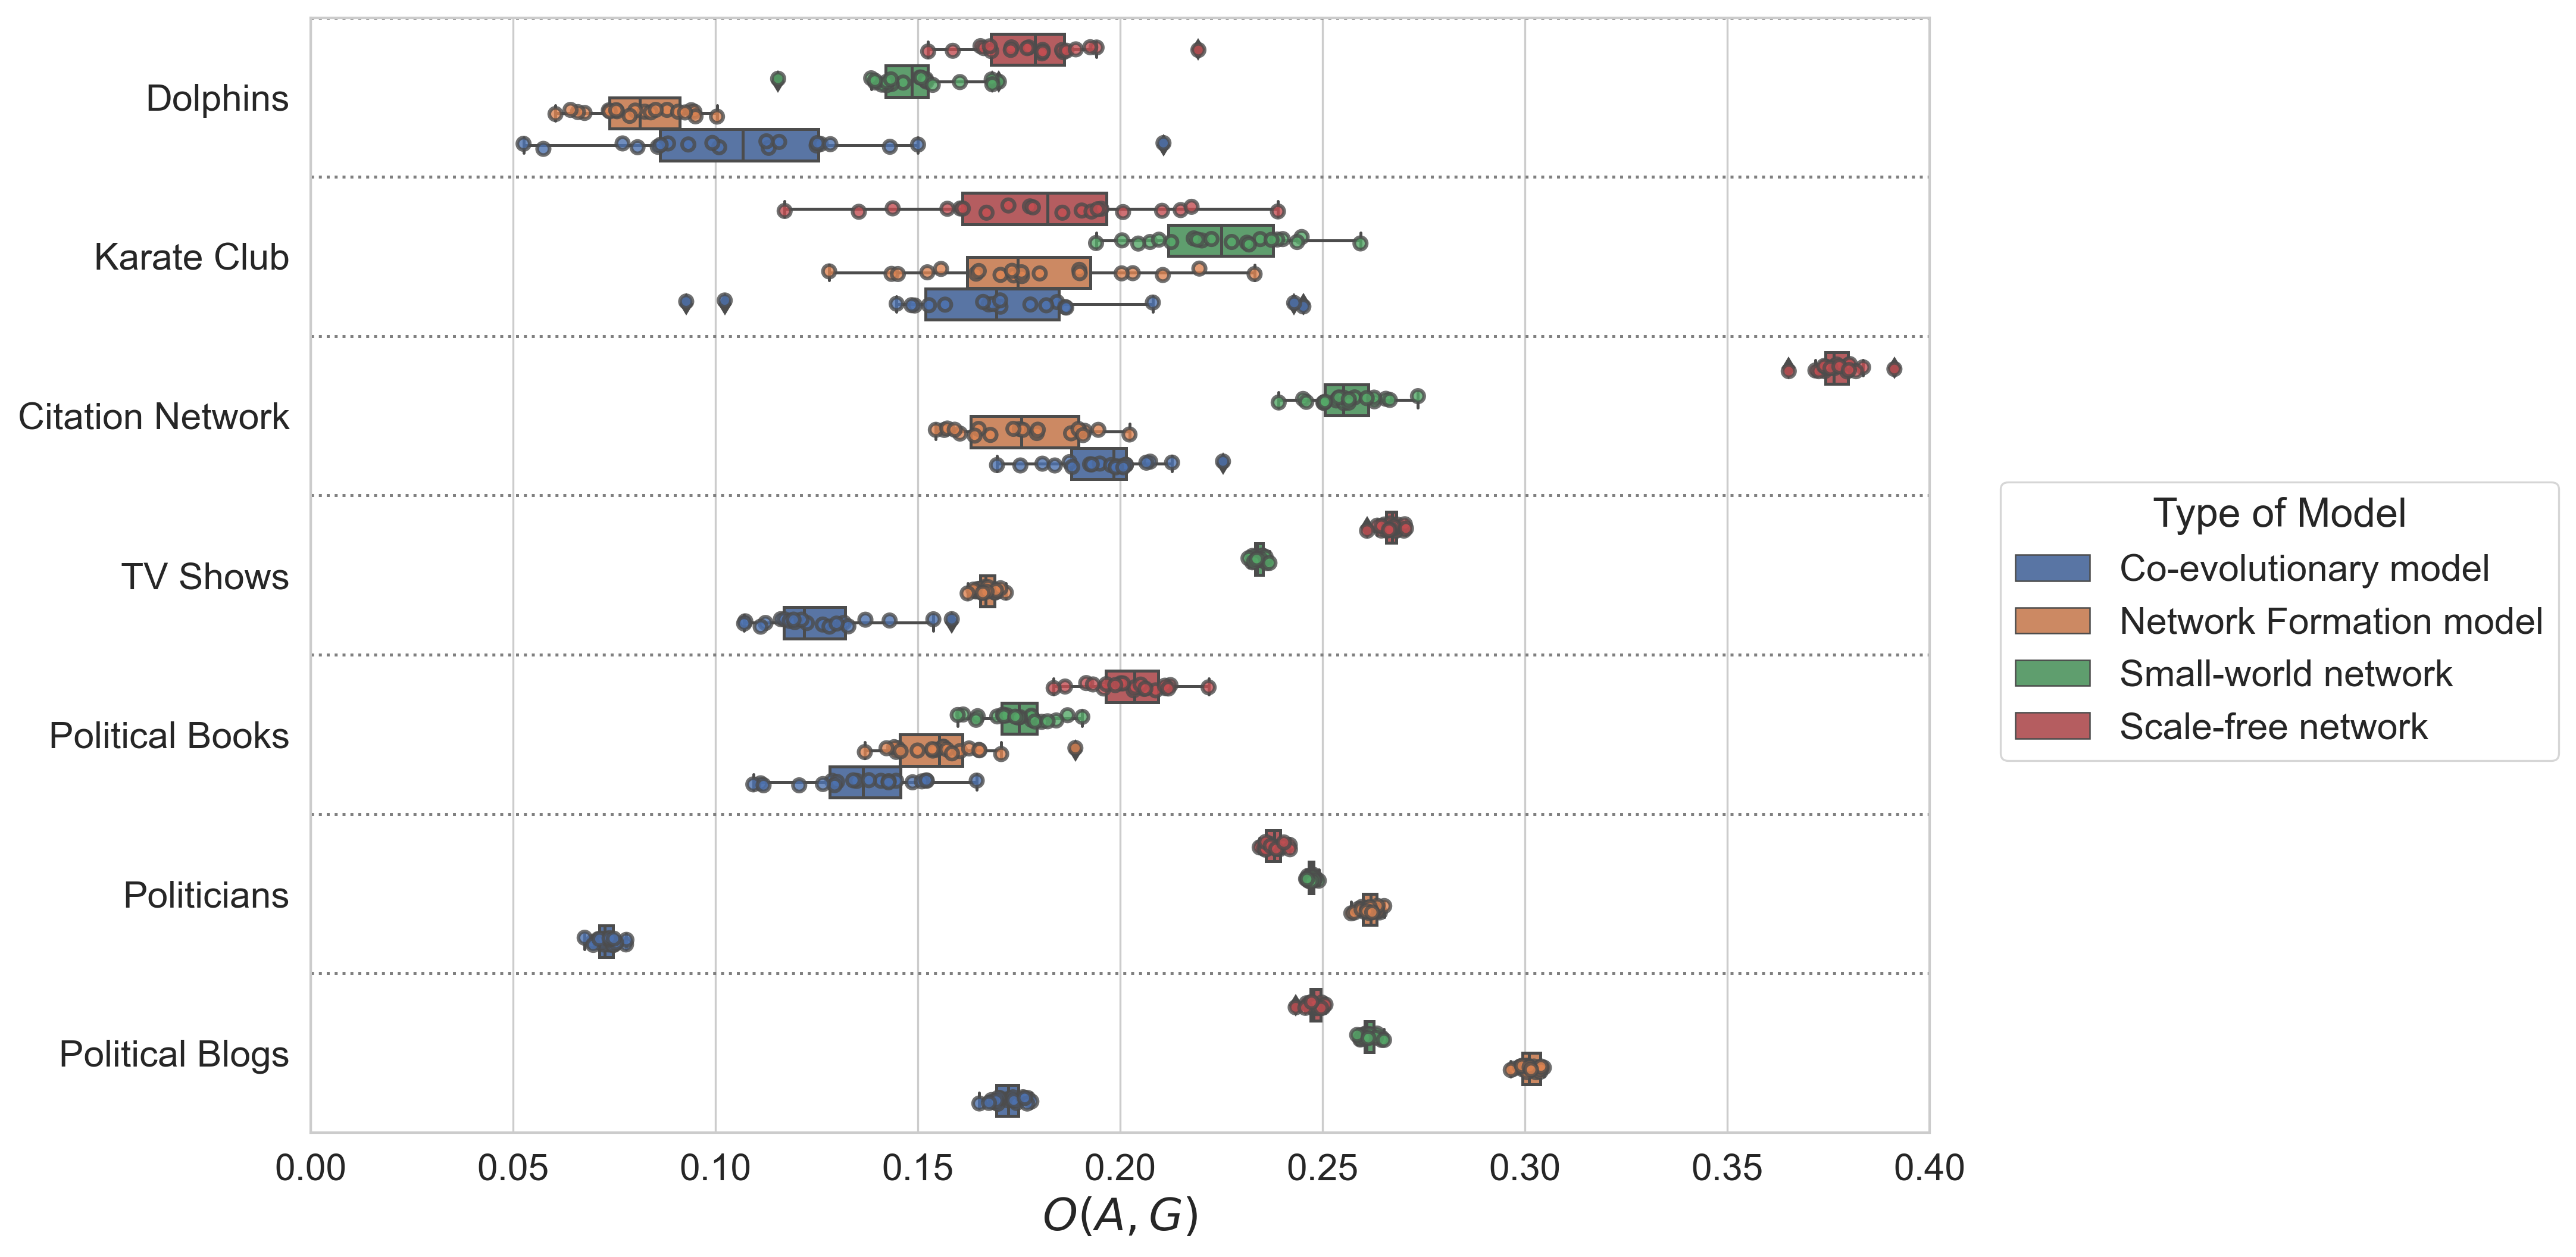 Dolphins
Karate Club
Citation Network
TV Shows
Political Books
Politicians
Political Blogs
0.00 0.05 0.10 0.15 0.20 0.25 0.30 0.35 0.40
O(A, G)
Type of Model
Co-evolutionary model
Network Formation model
Small-world network
Scale-free network